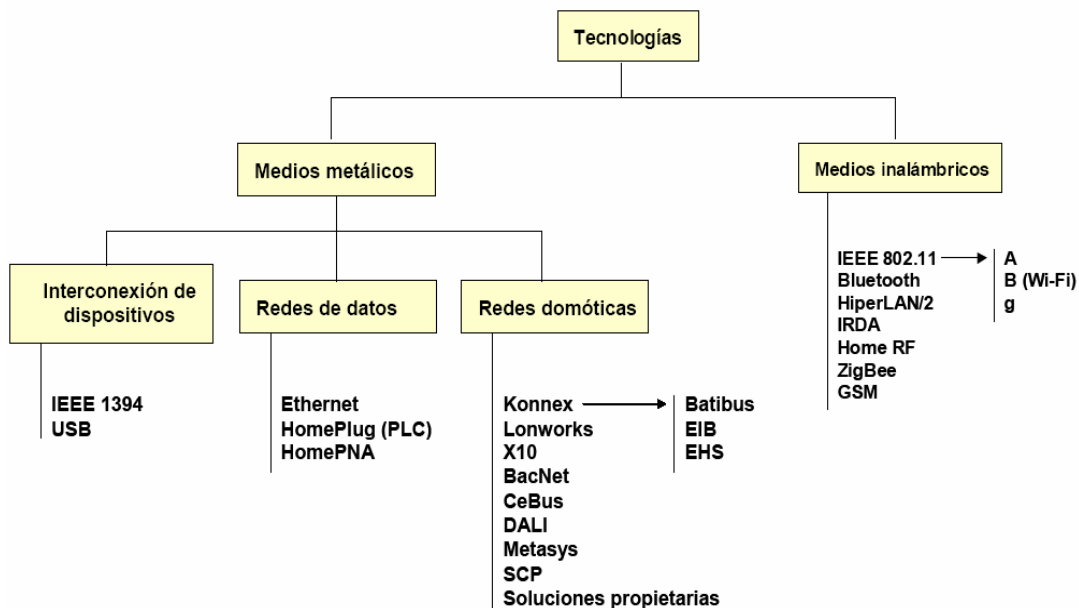 Tecnologías
Medios metálicos
Medios inalámbricos
Interconexión de
dispositivos
IEEE 1394
USB
Redes de datos
Ethernet
HomePlug (PLC)
HomePNA
Redes domóticas
Konnex
Lonworks
X10
BacNet
CeBus
DALI
Metasys
SCP
Soluciones propietarias
Batibus
EIB
EHS
IEEE 802.11
Bluetooth
HiperLAN/2
IRDA
Home RF
ZigBee
GSM
A
B (Wi-Fi)
g